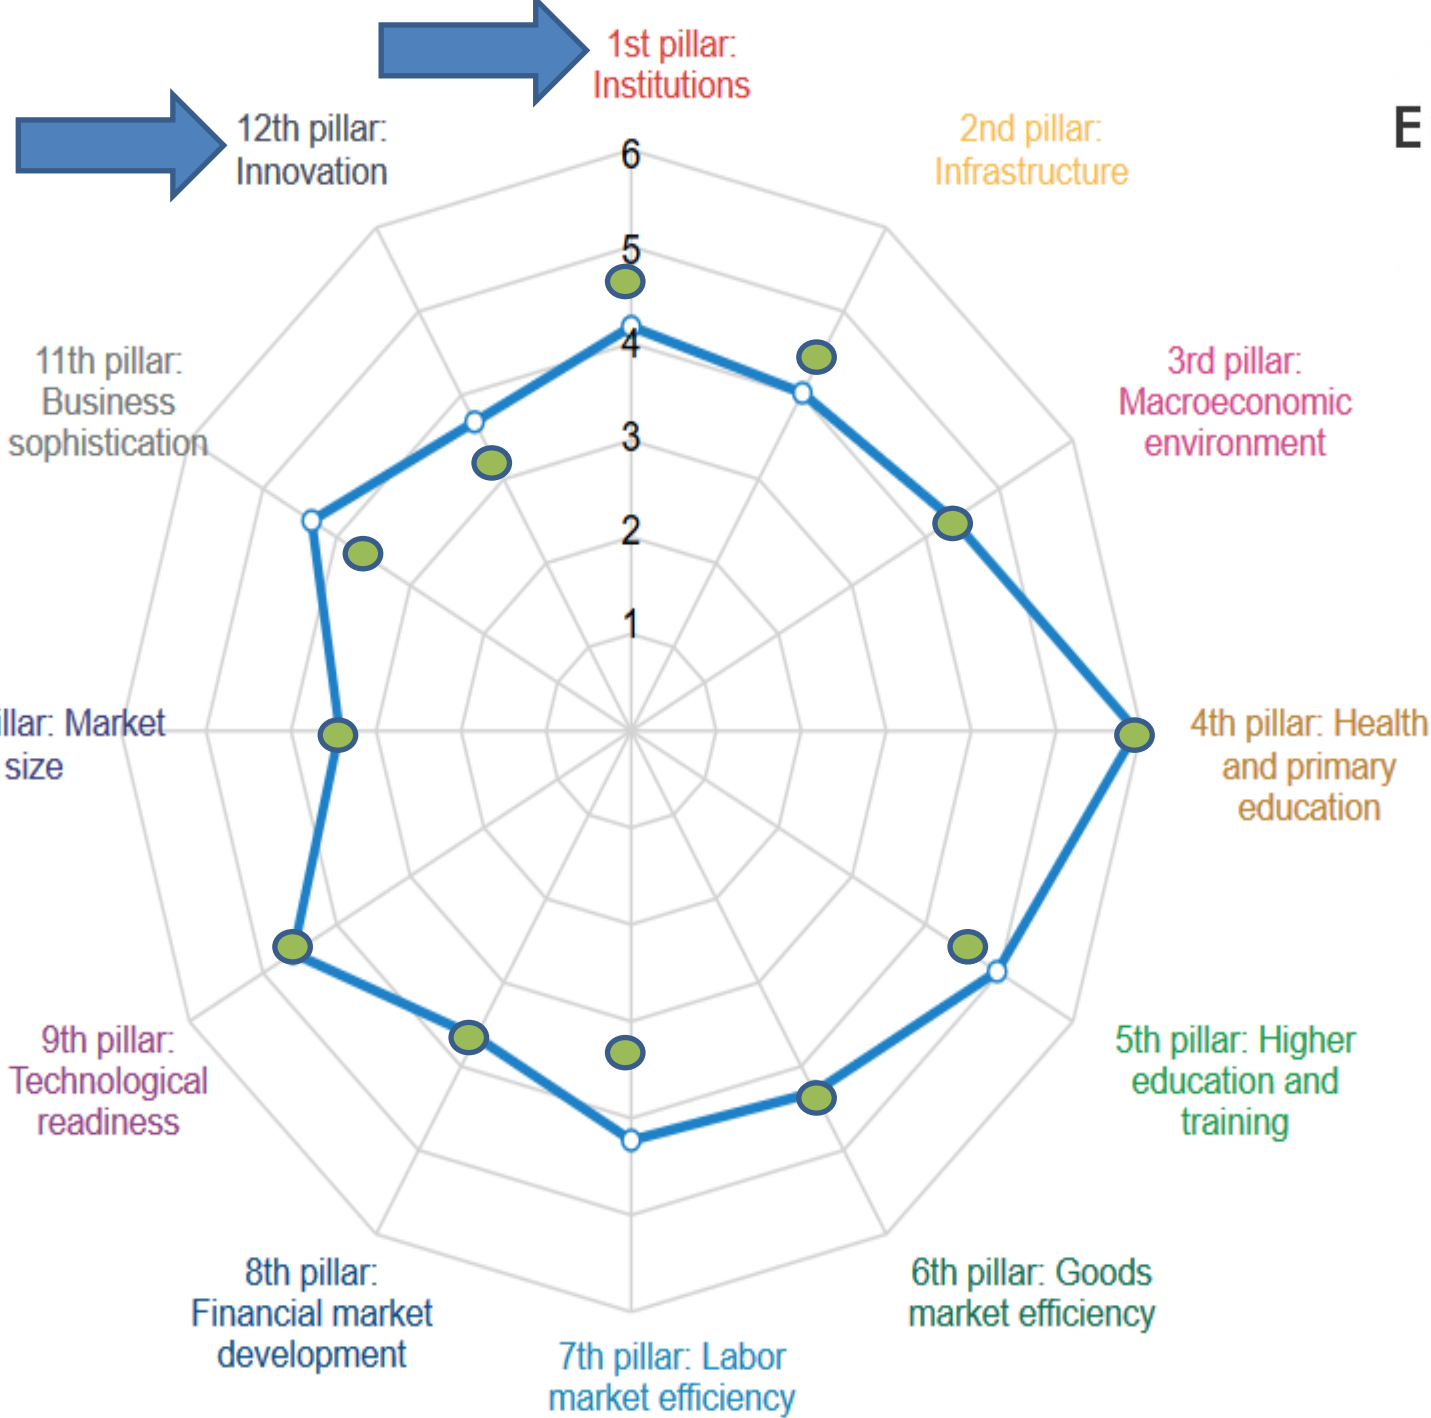 1st pillar:
Institutions
12th pillar:
Innovation
2nd pillar:
Infrastructure
E
6
5
4
3
2
1
11th pillar:
Business
sophistication
3rd pillar:
Macroeconomic
environment
illar: Market
size
4th pillar: Health
and primary
education
9th pillar:
Technological
readiness
5th pillar: Higher
education and
training
8th pillar:
Financial market
development
6th pillar: Goods
market efficiency
7th pillar: Labor
market efficiency